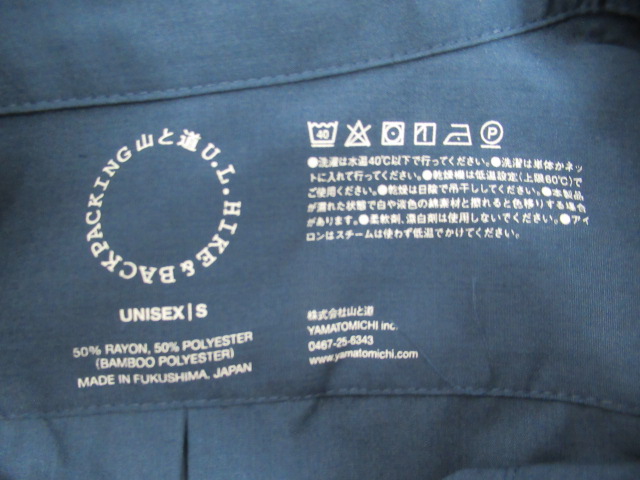 山と道 U.L. HIKE & BACKPACKING
UNISEX | S
50% RAYON, 50% POLYESTER
(BAMBOO POLYESTER)
MADE IN FUKUSHIMA, JAPAN
40
P
●洗濯は水温40℃以下で行ってください。●洗濯は単体かネッ
トに入れて行ってください。●乾燥機は低温設定(上限60℃)で
ご使用ください。●乾燥は日陰で吊干ししてください。●本製品
が濡れた状態で白や淡色の綿素材と擦れると色移りする場合
があります。●柔軟剤、漂白剤は使用しないでください。●アイ
ロンはスチームは使わず低温でかけてください。
株式会社山と道
YAMATOMICHI inc.
0467-25-6343
www.yamatomichi.com